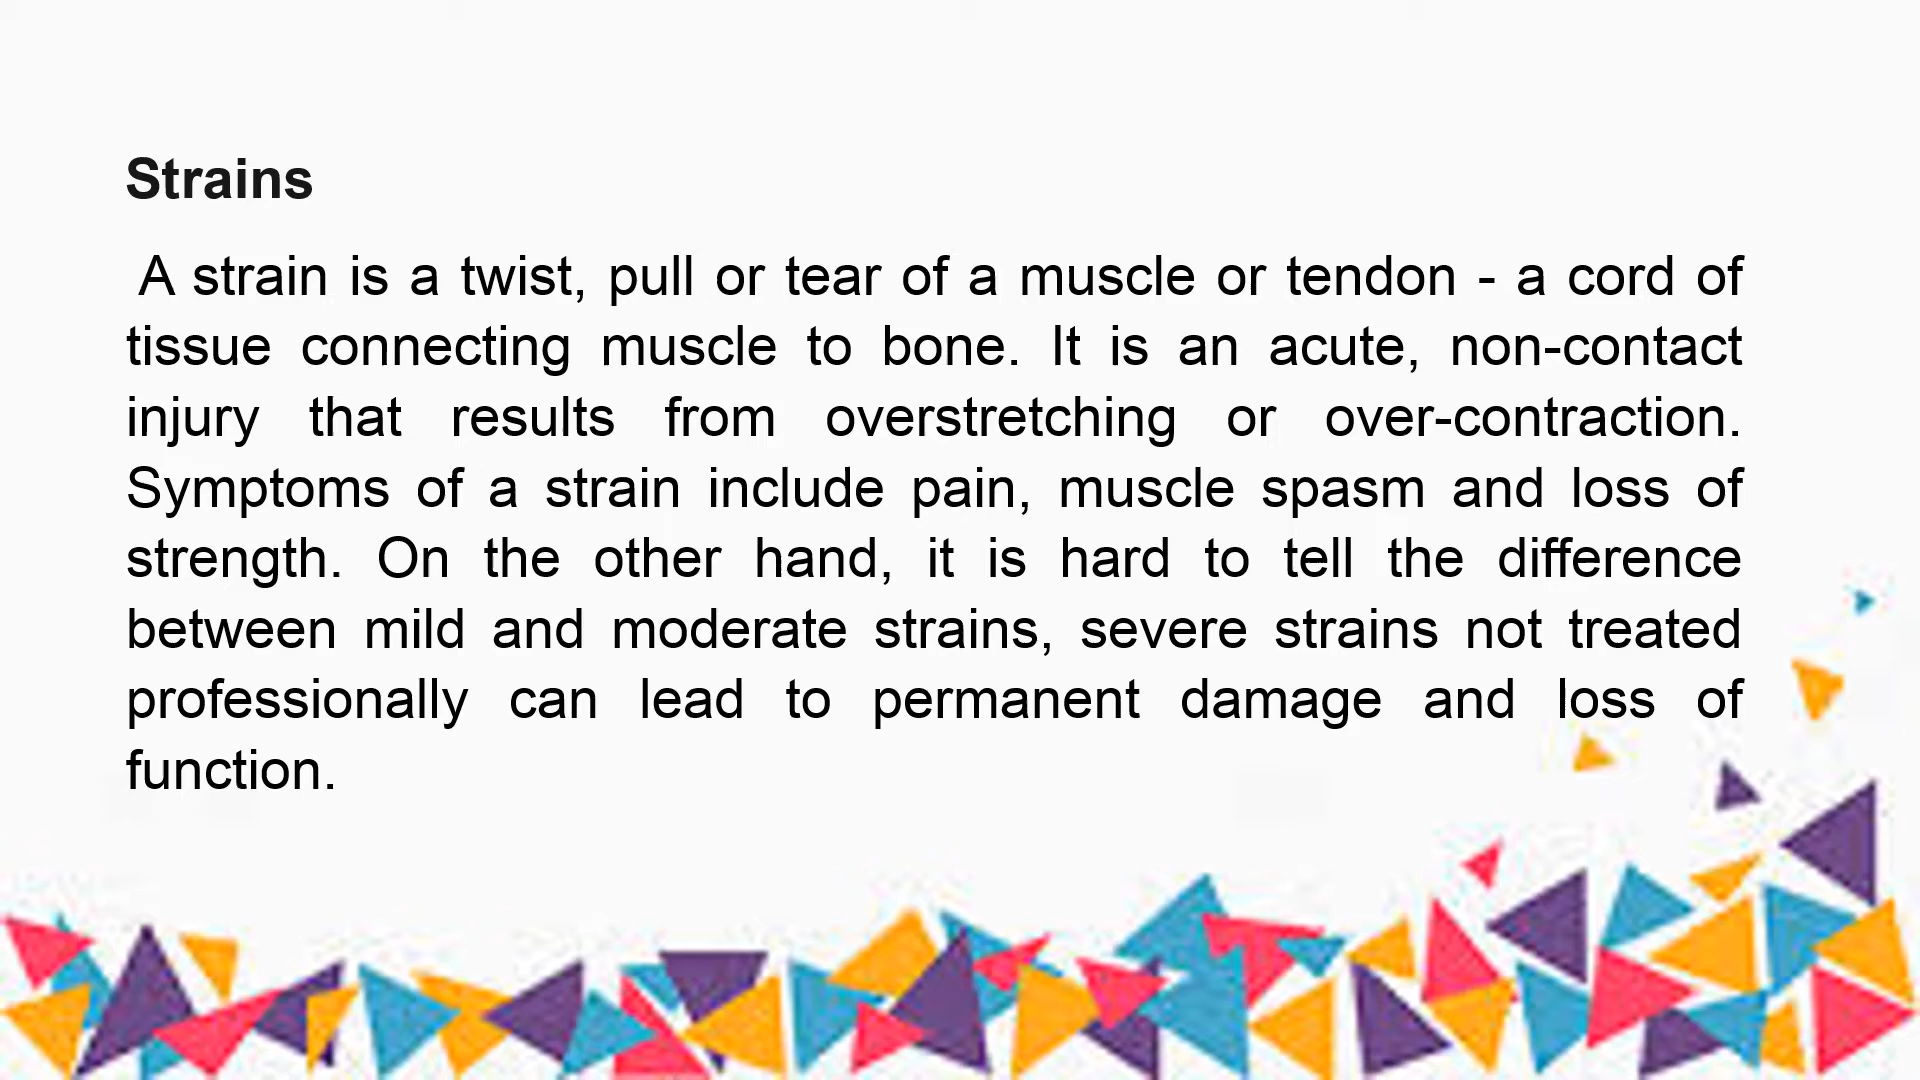 Strains
A strain is a twist, pull or tear of a muscle or tendon - a cord of
tissue connecting muscle to bone. It is an acute, non-contact
injury that results from overstretching or over-contraction.
Symptoms of a strain include pain, muscle spasm and loss of
strength. On the other hand, it is hard to tell the difference
between mild and moderate strains, severe strains not treated
professionally can lead to permanent damage and loss of
function.